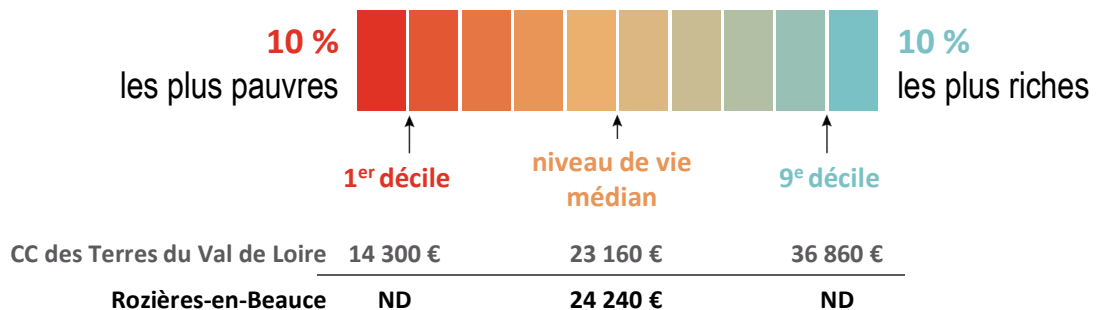 10 %
les plus pauvres
10 %
les plus riches
1er décile
niveau de vie
médian
9e décile
CC des Terres du Val de Loire 14 300 € 23 160 € 36 860 €
Rozières-en-Beauce ND 24 240 € ND